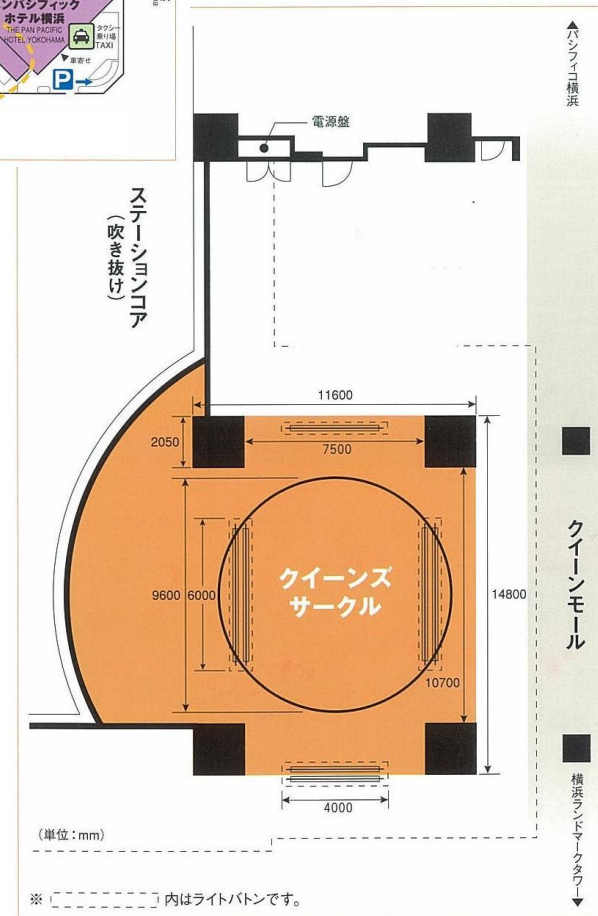 ンパシフィック
ホテル横浜
THE PAN PACIFIC
HOTEL YOKOHAMA
タクシー
乗り場
TAXI
車寄せ
P
▲パシフィコ横浜
電源盤
ステーションコア
（吹き抜け）
11600
2050
7500
9600
6000
クイーンズ
サークル
14800
10700
4000
クイーンモール
横浜ランドマークタワー▼
（単位：mm）
※ 内はライトバトンです。